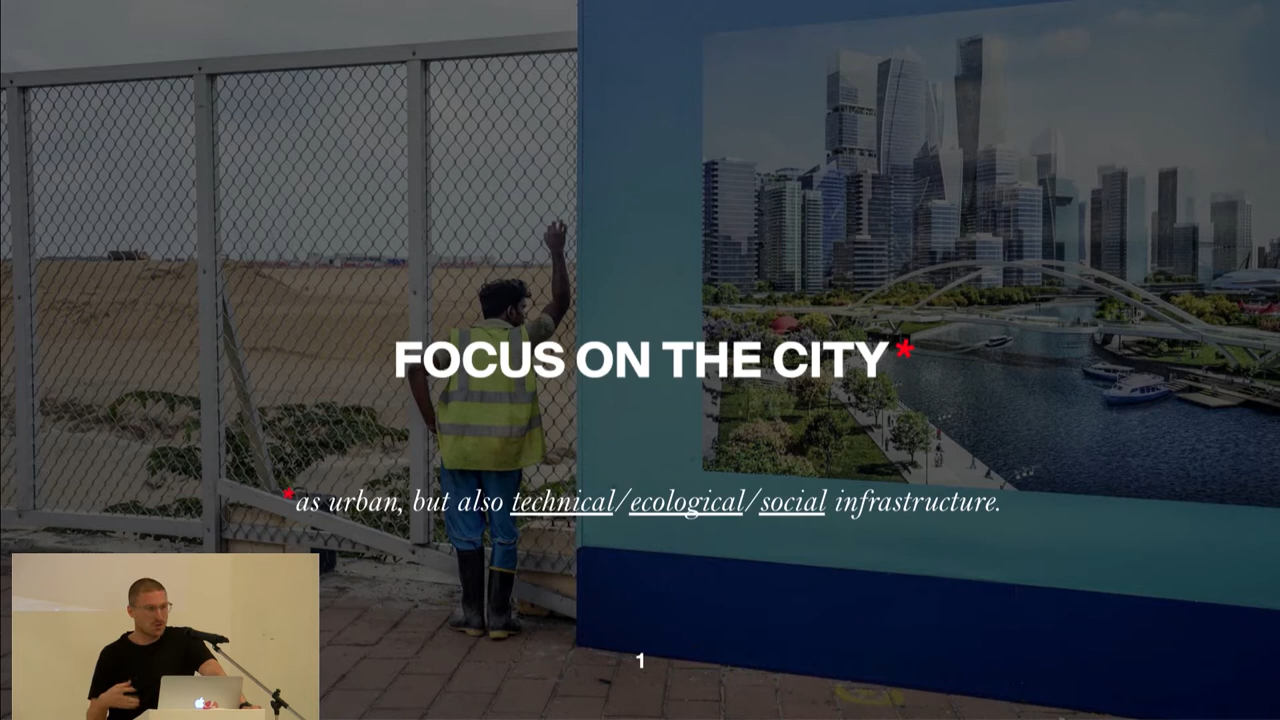 FOCUS ON THE CITY*
*as urban, but also technical/ecological/social infrastructure.
1